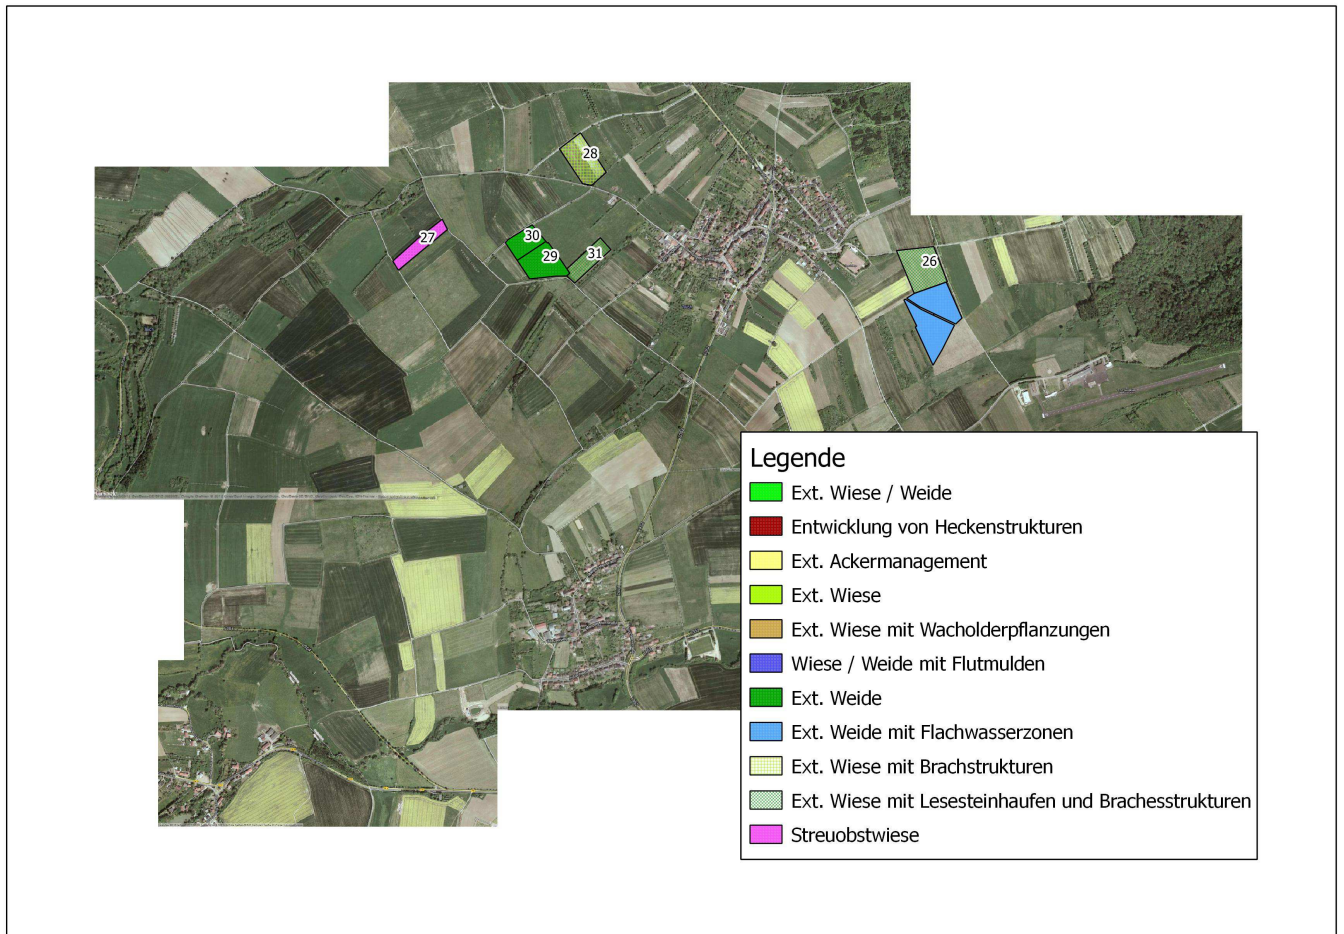 28
27
30
29
31
26
Legende
Ext. Wiese / Weide
Entwicklung von Heckenstrukturen
Ext. Ackermanagement
Ext. Wiese
Ext. Wiese mit Wacholderpflanzungen
Wiese / Weide mit Flutmulden
Ext. Weide
Ext. Weide mit Flachwasserzonen
Ext. Wiese mit Brachstrukturen
Ext. Wiese mit Lesesteinhaufen und Brachesstrukturen
Streuobstwiese